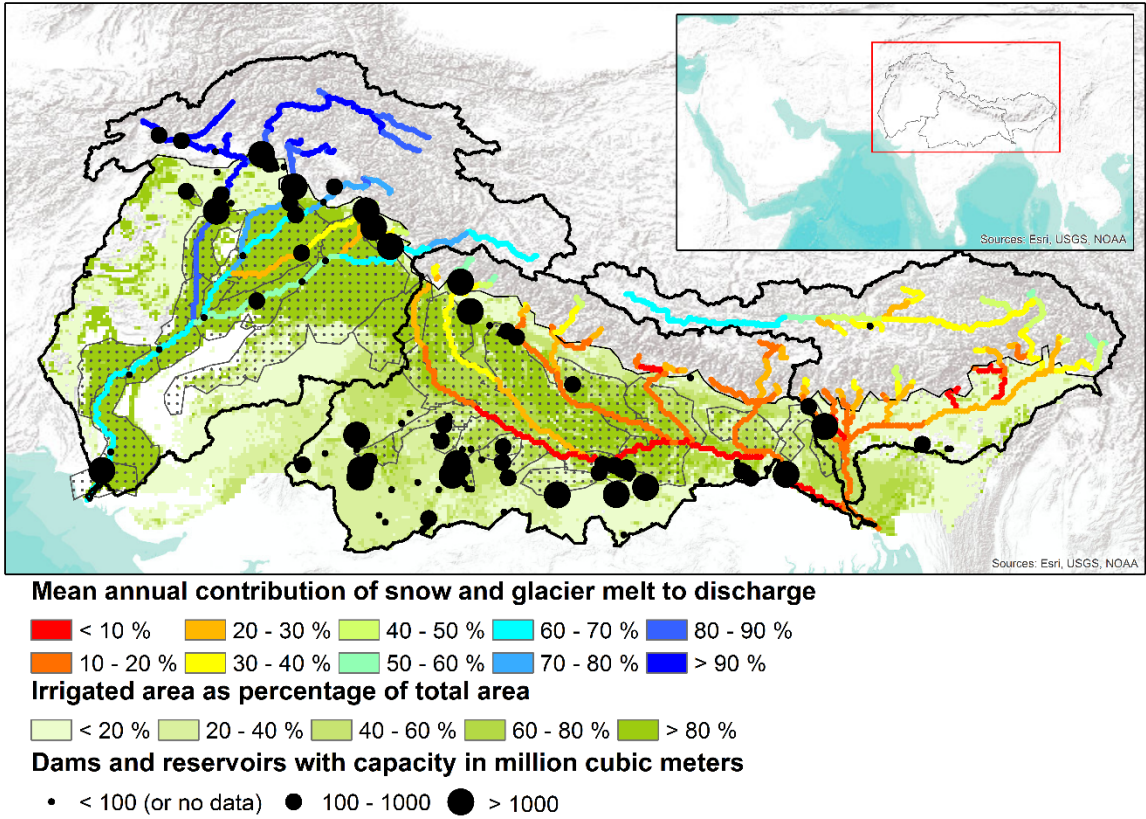 Sources: Esri, USGS, NOAA
Sources: Esri, USGS, NOAA
Mean annual contribution of snow and glacier melt to discharge
< 10 % 20 - 30 % 40 - 50 % 60 - 70 % 80 - 90 %
10 - 20 % 30 - 40 % 50 - 60 % 70 - 80 % > 90 %
Irrigated area as percentage of total area
< 20 % 20 - 40 % 40 - 60 % 60 - 80 % > 80 %
Dams and reservoirs with capacity in million cubic meters
< 100 (or no data) 100 - 1000 > 1000